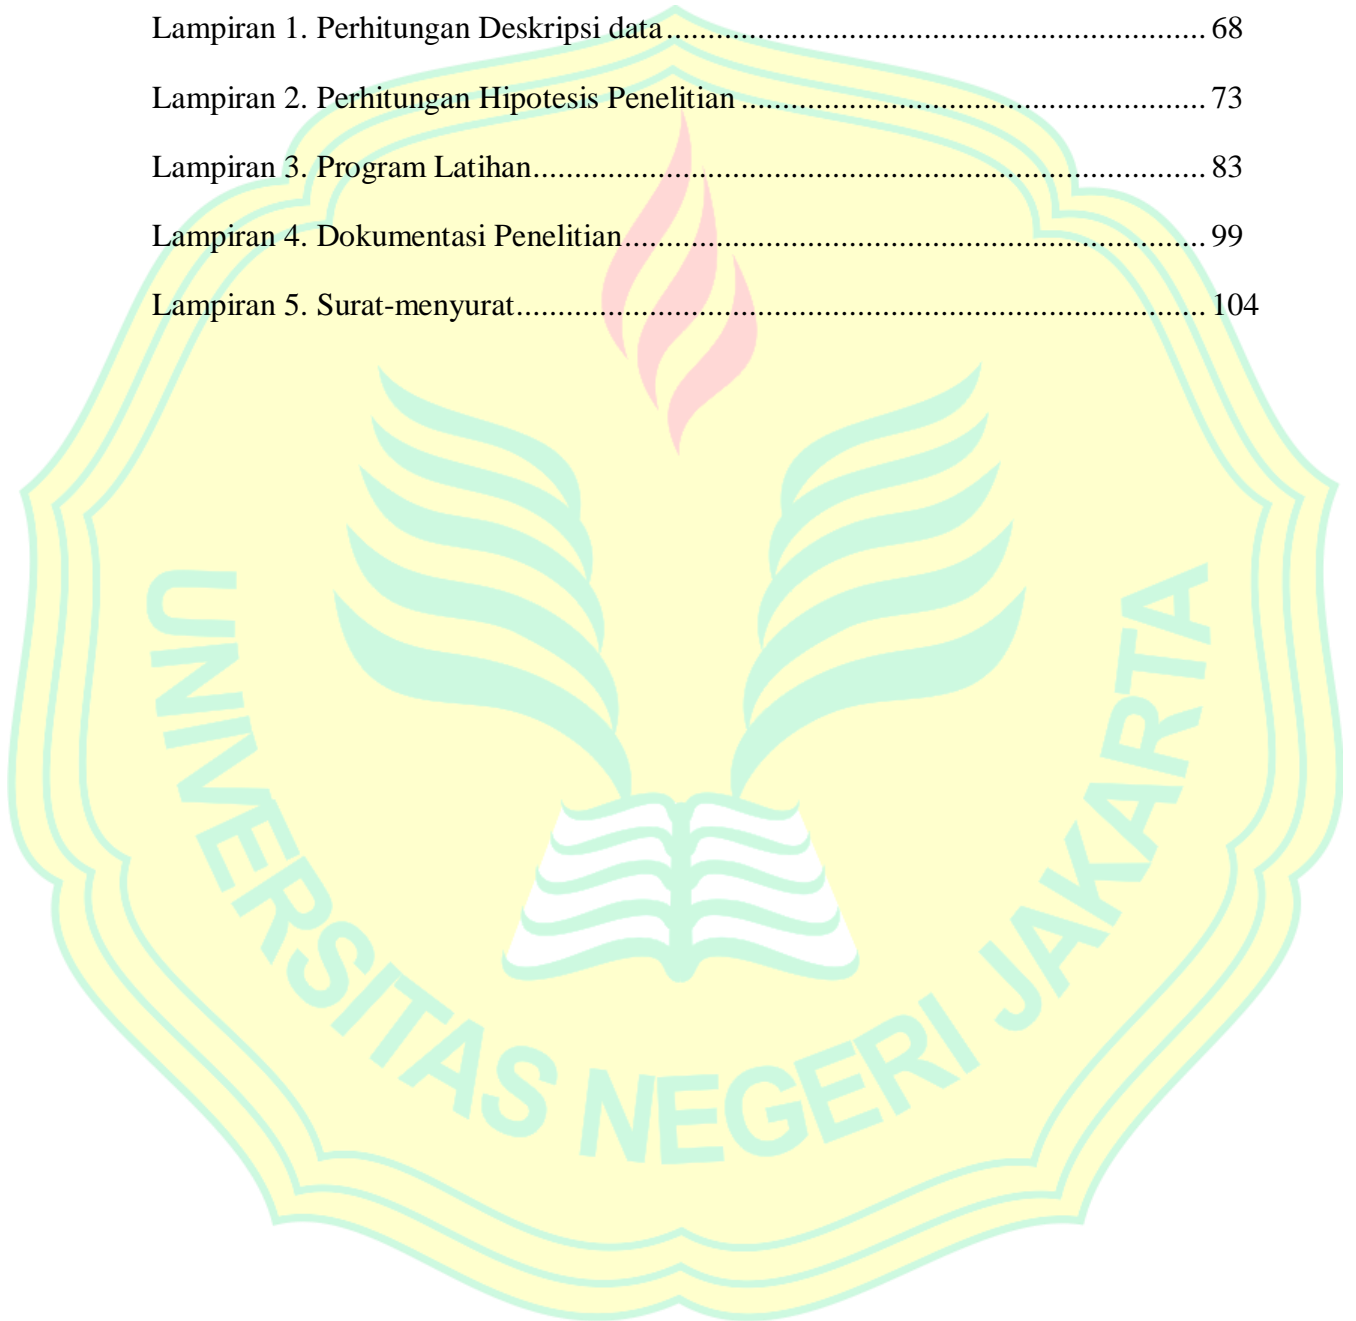 Lampiran 1. Perhitungan Deskripsi data.................................................................. 68
Lampiran 2. Perhitungan Hipotesis Penelitian ......................................................... 73
Lampiran 3. Program Latihan.................................................................................. 83
Lampiran 4. Dokumentasi Penelitian....................................................................... 99
Lampiran 5. Surat-menyurat.................................................................................... 104
UNIVERSITAS NEGERI JAKARTA